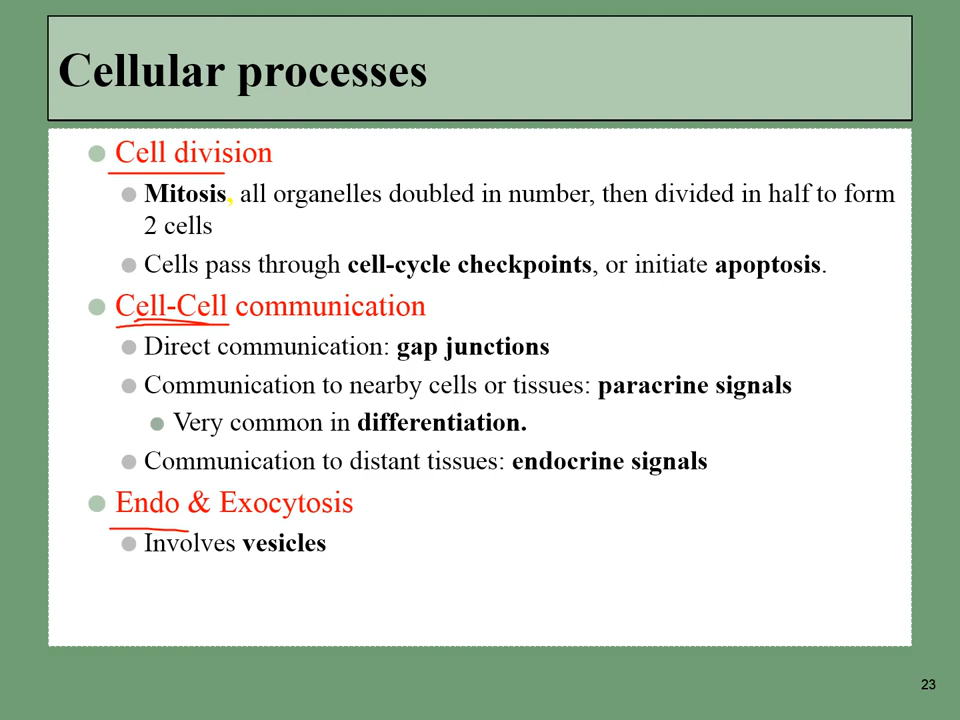 Cellular processes
Cell division
Mitosis, all organelles doubled in number, then divided in half to form
2 cells
Cells pass through cell-cycle checkpoints, or initiate apoptosis.
Cell-Cell communication
Direct communication: gap junctions
Communication to nearby cells or tissues: paracrine signals
Very common in differentiation.
Communication to distant tissues: endocrine signals
Endo & Exocytosis
Involves vesicles
23